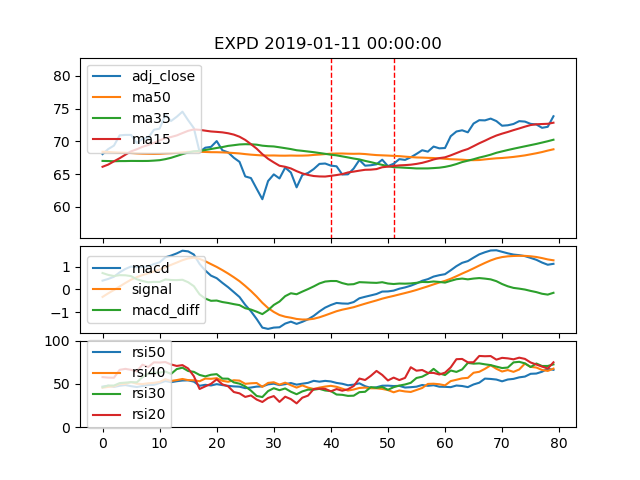 EXPD 2019-01-11 00:00:00
80
75
70
65
60
adj_close
ma50
ma35
ma15
1
0
−1
macd
signal
macd_diff
100
50
0
rsi50
rsi40
rsi30
rsi20
0 10 20 30 40 50 60 70 80